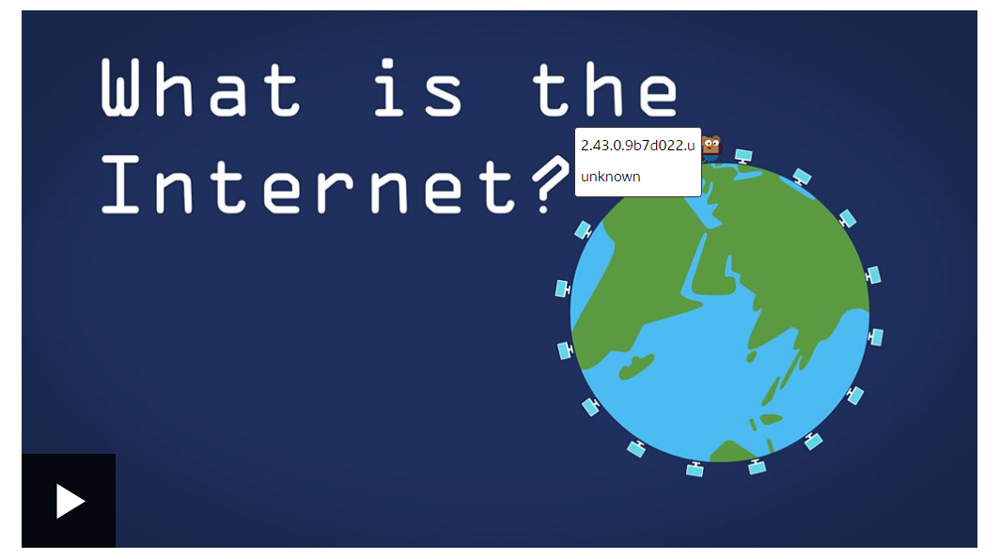 What is the
Internet?
2.43.0.9b7d022.u
unknown